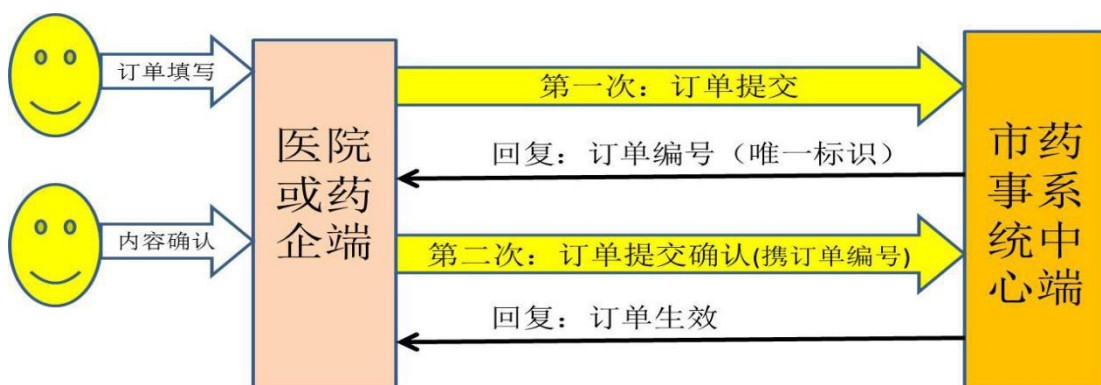 订单填写
第一次：订单提交
医院
或药
企端
回复：订单编号（唯一标识）
市药
事系
统中
心端
内容确认
第二次：订单提交确认(携订单编号)
回复：订单生效